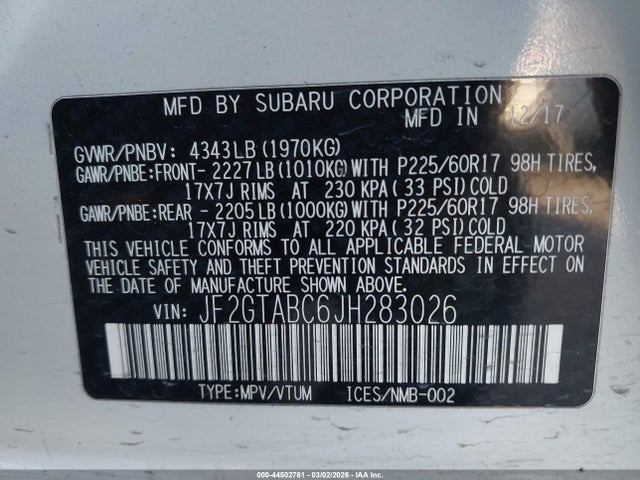 MFD BY SUBARU CORPORATION
MFD IN 12/17
GVWR/PNBV: 4343LB (1970KG)
GAWR/PNBE:FRONT- 2227LB (1010KG) WITH P225/60R17 98H TIRES,
17X7J RIMS AT 230 KPA ( 33 PSI) COLD
GAWR/PNBE:REAR - 2205LB (1000KG) WITH P225/60R17 98H TIRES,
17X7J RIMS AT 220 KPA ( 32 PSI) COLD
THIS VEHICLE CONFORMS TO ALL APPLICABLE FEDERAL MOTOR
VEHICLE SAFETY AND THEFT PREVENTION STANDARDS IN EFFECT ON
THE DATE OF MANUFACTURE SHOWN ABOVE.
VIN: JF2GTABC6JH283026
TYPE:MPV/VTUM ICES/NMB-002
000-44502761 - 03/02/2026 - IAAI.COM